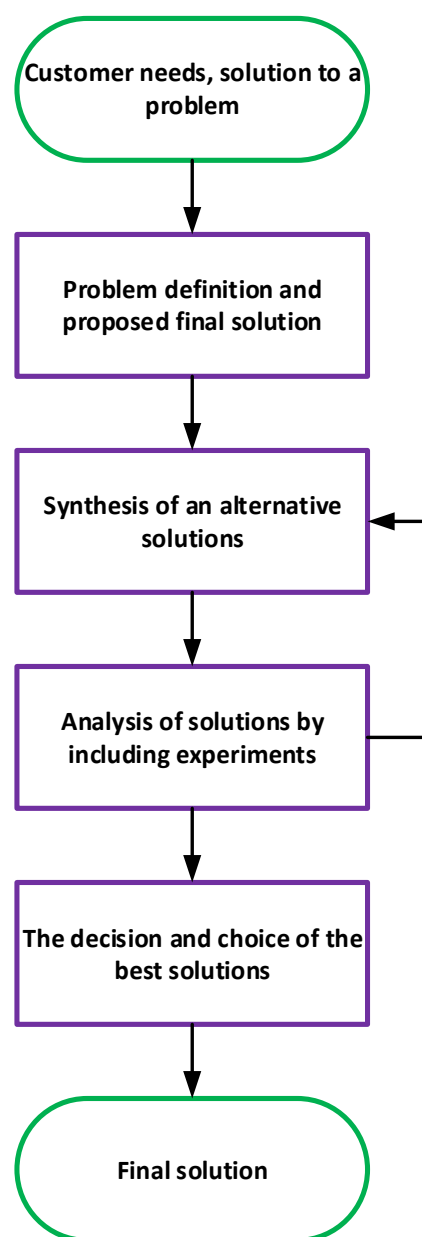 Customer needs, solution to a
problem
Problem definition and
proposed final solution
Synthesis of an alternative
solutions
Analysis of solutions by
including experiments
The decision and choice of the
best solutions
Final solution